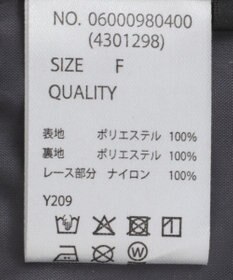 NO. 06000980400
(4301298)
SIZE F
QUALITY
表地 ポリエステル 100%
裏地 ポリエステル 100%
レース部分 ナイロン 100%
Y209